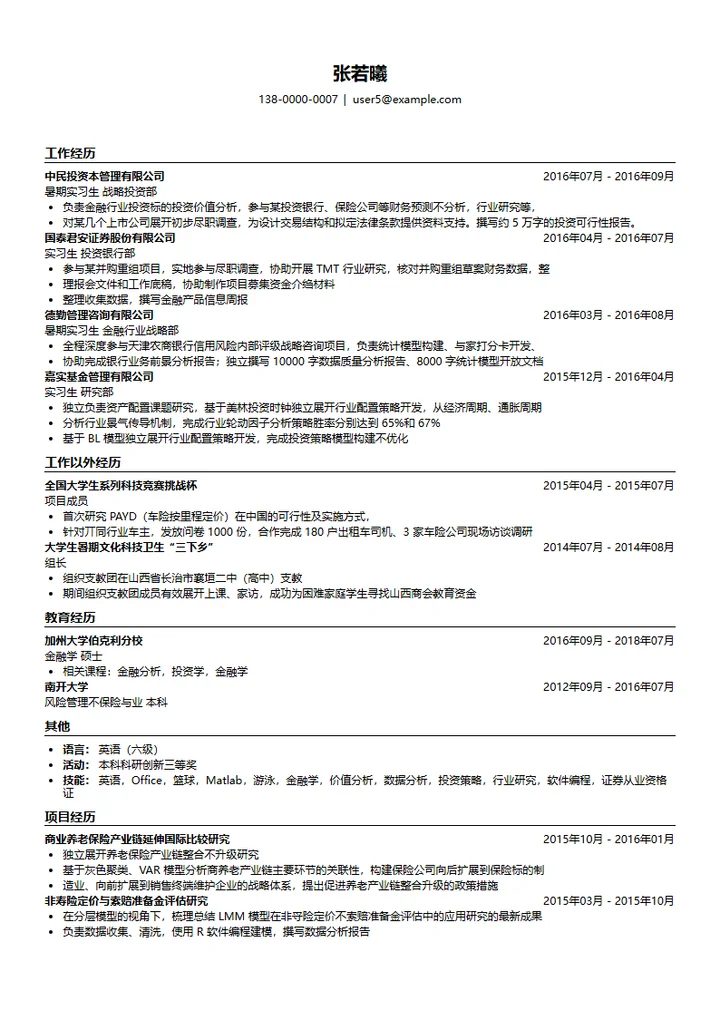 张若曦
138-0000-0007 | user5@example.com
工作经历
中民投资本管理有限公司 2016年07月 - 2016年09月
暑期实习生 战略投资部
• 负责金融行业投资标的投资价值分析，参与某投资银行、保险公司等财务预测不分析，行业研究等，
• 对某几个上市公司展开初步尽职调查，为设计交易结构和拟定法律条款提供资料支持。撰写约 5 万字的投资可行性报告。
国泰君安证券股份有限公司 2016年04月 - 2016年07月
实习生 投资银行部
• 参与某并购重组项目，实地参与尽职调查，协助开展 TMT 行业研究，核对并购重组草案财务数据，整
• 理报会文件和工作底稿，协助制作项目募集资金介绍材料
• 整理收集数据，撰写金融产品信息周报
德勤管理咨询有限公司 2016年03月 - 2016年08月
暑期实习生 金融行业战略部
• 全程深度参与天津农商银行信用风险内部评级战略咨询项目，负责统计模型构建、与家打分卡开发、
• 协助完成银行业务前景分析报告；独立撰写 10000 字数据质量分析报告、8000 字统计模型开放文档
嘉实基金管理有限公司 2015年12月 - 2016年04月
实习生 研究部
• 独立负责资产配置课题研究，基于美林投资时钟独立展开行业配置策略开发，从经济周期、通胀周期
• 分析行业景气传导机制，完成行业轮动因子分析策略胜率分别达到 65%和 67%
• 基于 BL 模型独立展开行业配置策略开发，完成投资策略模型构建不优化
工作以外经历
全国大学生系列科技竞赛挑战杯 2015年04月 - 2015年07月
项目成员
• 首次研究 PAYD（车险按里程定价）在中国的可行性及实施方式，
• 针对丌同行业车主，发放问卷 1000 份，合作完成 180 户出租车司机、3 家车险公司现场访谈调研
大学生暑期文化科技卫生“三下乡” 2014年07月 - 2014年08月
组长
• 组织支教团在山西省长治市襄垣二中（高中）支教
• 期间组织支教团成员有效展开上课、家访，成功为困难家庭学生寻找山西商会教育资金
教育经历
加州大学伯克利分校 2016年09月 - 2018年07月
金融学 硕士
• 相关课程：金融分析，投资学，金融学
南开大学 2012年09月 - 2016年07月
风险管理不保险与业 本科
其他
• 语言： 英语（六级）
• 活动： 本科科研创新三等奖
• 技能： 英语，Office，篮球，Matlab，游泳，金融学，价值分析，数据分析，投资策略，行业研究，软件编程，证券从业资格
证
项目经历
商业养老保险产业链延伸国际比较研究 2015年10月 - 2016年01月
• 独立展开养老保险产业链整合不升级研究
• 基于灰色聚类、VAR 模型分析商养老产业链主要环节的关联性，构建保险公司向后扩展到保险标的制
• 造业、向前扩展到销售终端维护企业的战略体系，提出促进养老产业链整合升级的政策措施
非寿险定价与索赔准备金评估研究 2015年03月 - 2015年10月
• 在分层模型的视角下，梳理总结 LMM 模型在非寿险定价不索赔准备金评估中的应用研究的最新成果
• 负责数据收集、清洗，使用 R 软件编程建模，撰写数据分析报告